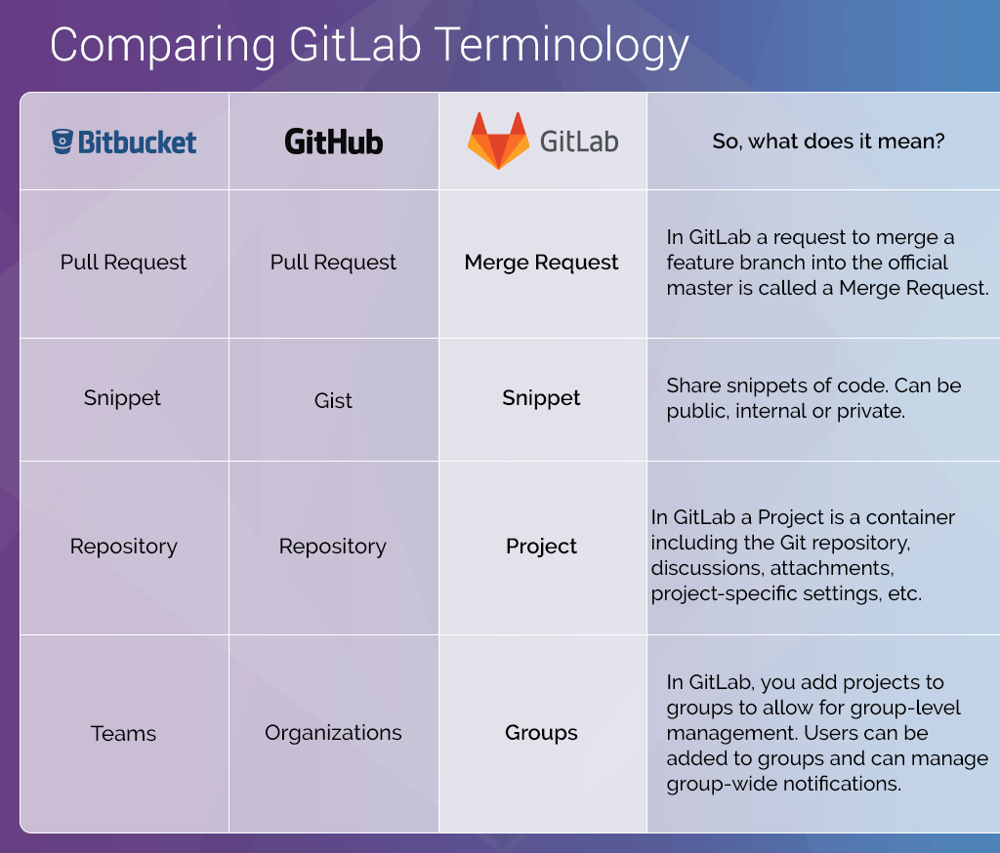 Comparing GitLab Terminology
Bitbucket
GitHub
GitLab
So, what does it mean?
Pull Request
Pull Request
Merge Request
In GitLab a request to merge a
feature branch into the official
master is called a Merge Request.
Snippet
Gist
Snippet
Share snippets of code. Can be
public, internal or private.
Repository
Repository
Project
In GitLab a Project is a container
including the Git repository,
discussions, attachments,
project-specific settings, etc.
Teams
Organizations
Groups
In GitLab, you add projects to
groups to allow for group-level
management. Users can be
added to groups and can manage
group-wide notifications.